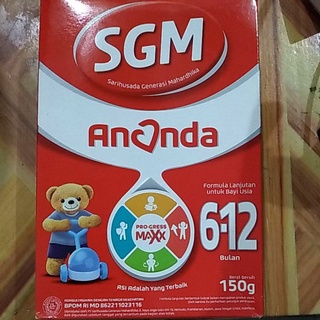 SGM
Sarihusada Generasi Mahardhika
Ananda
Formula Lanjutan
untuk Bayi Usia
6-12
Bulan
PRO-GRESS
MAXX
ASI Adalah Yang Terbaik
Berat Bersih
150g
BPOM RI MD 862211023116